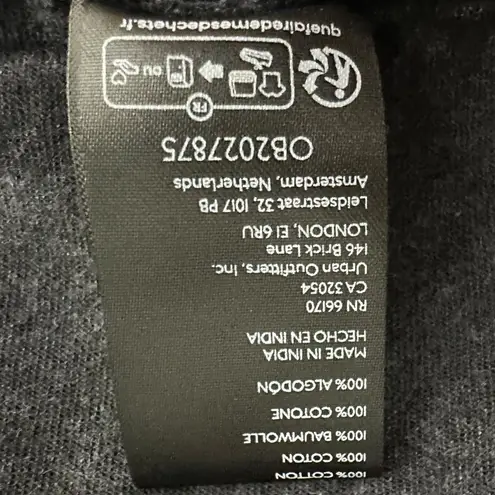 100% COTTON
100% COTON
100% BAUMWOLLE
100% COTONE
100% ALGODÓN
MADE IN INDIA
HECHO EN INDIA
RN 66170
CA 32054
Urban Outfitters, Inc.
146 Brick Lane
LONDON, E1 6RU
Leidsestraat 32, 1017 PB
Amsterdam, Netherlands
OB2027875
FR
OU
quefairedemesdechets.fr